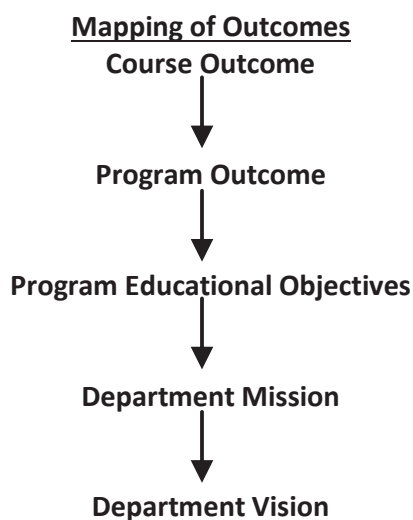 Mapping of Outcomes
Course Outcome
Program Outcome
Program Educational Objectives
Department Mission
Department Vision